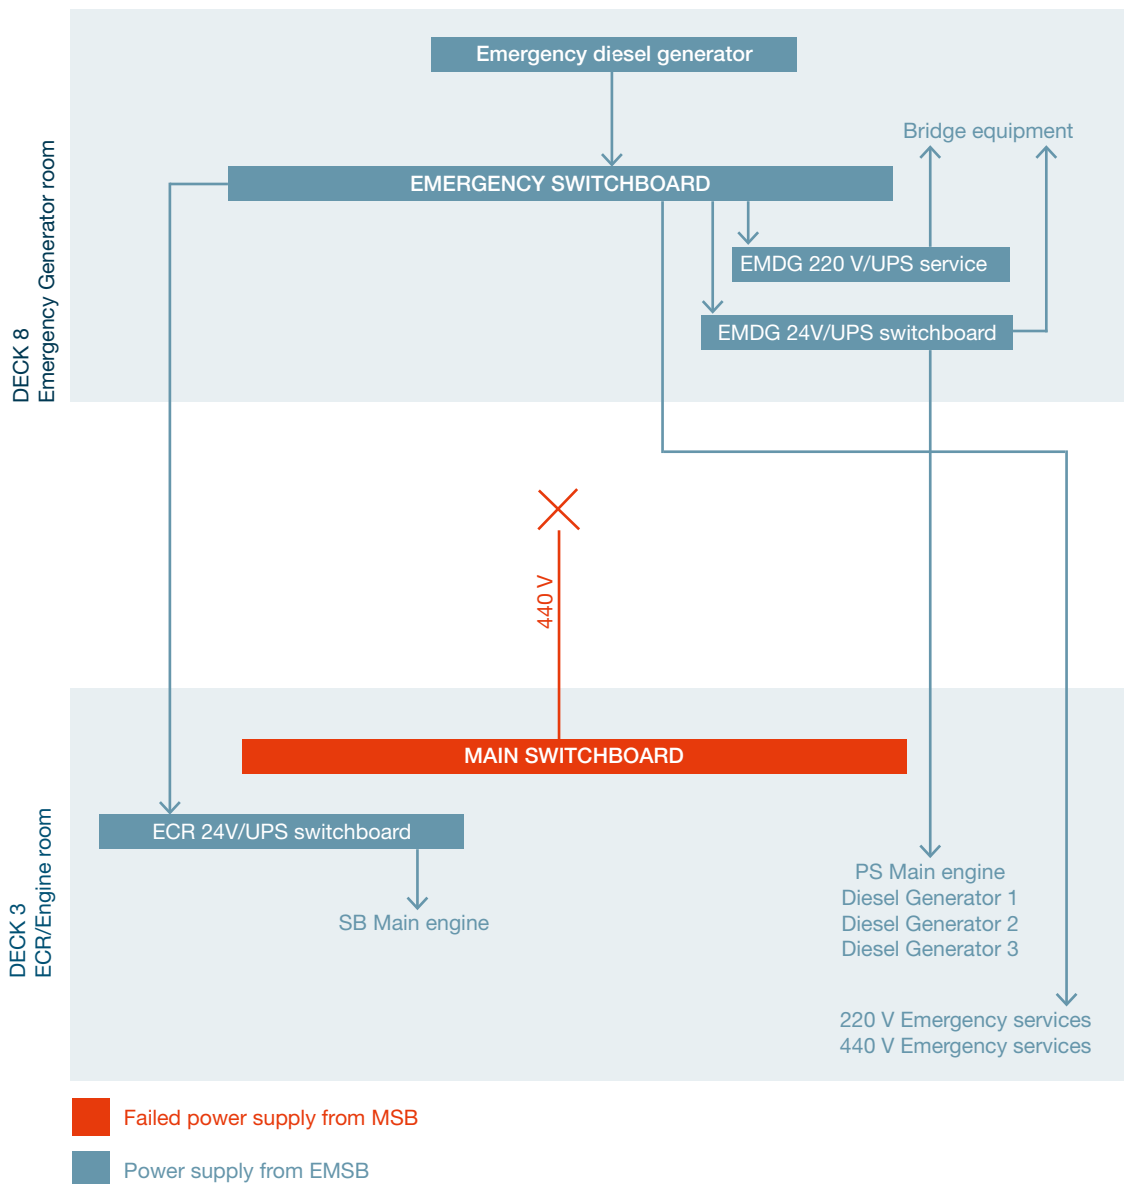 Emergency diesel generator
Bridge equipment
EMERGENCY SWITCHBOARD
EMDG 220 V/UPS service
EMDG 24V/UPS switchboard
DECK 8
Emergency Generator room
440 V
MAIN SWITCHBOARD
ECR 24V/UPS switchboard
SB Main engine
PS Main engine
Diesel Generator 1
Diesel Generator 2
Diesel Generator 3
220 V Emergency services
440 V Emergency services
DECK 3
ECR/Engine room
Failed power supply from MSB
Power supply from EMSB